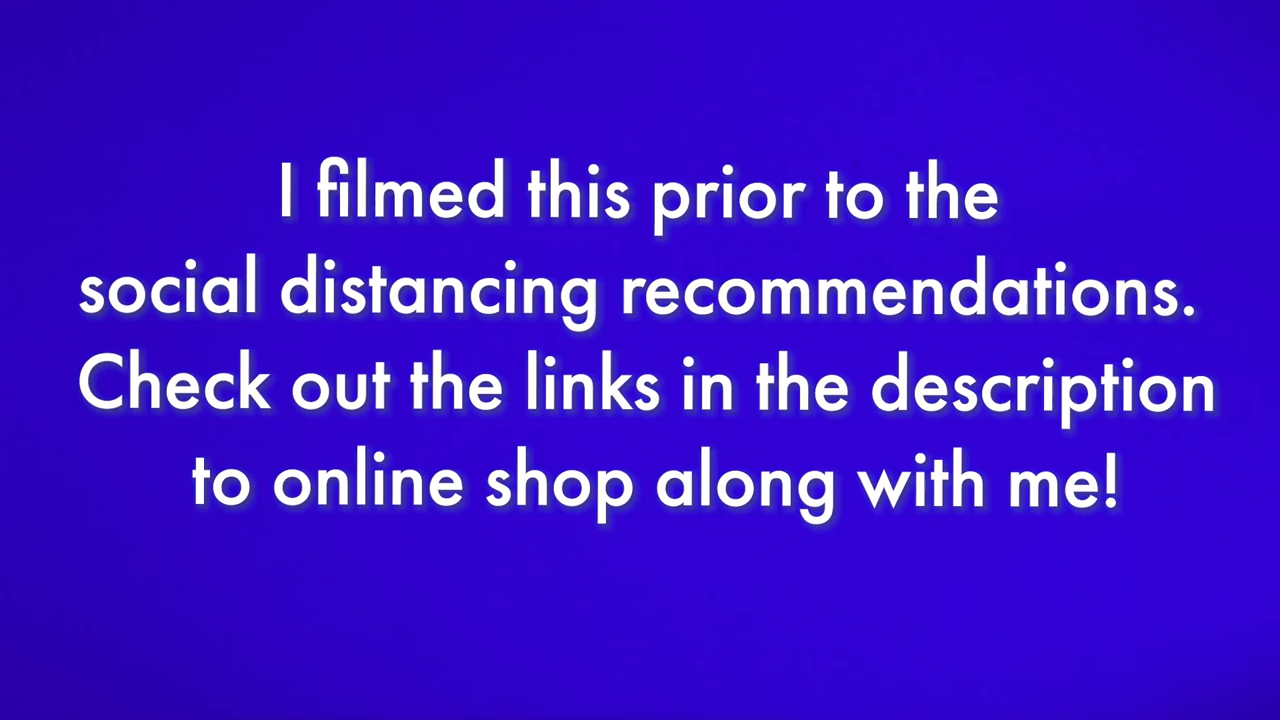 I filmed this prior to the
social distancing recommendations.
Check out the links in the description
to online shop along with me!